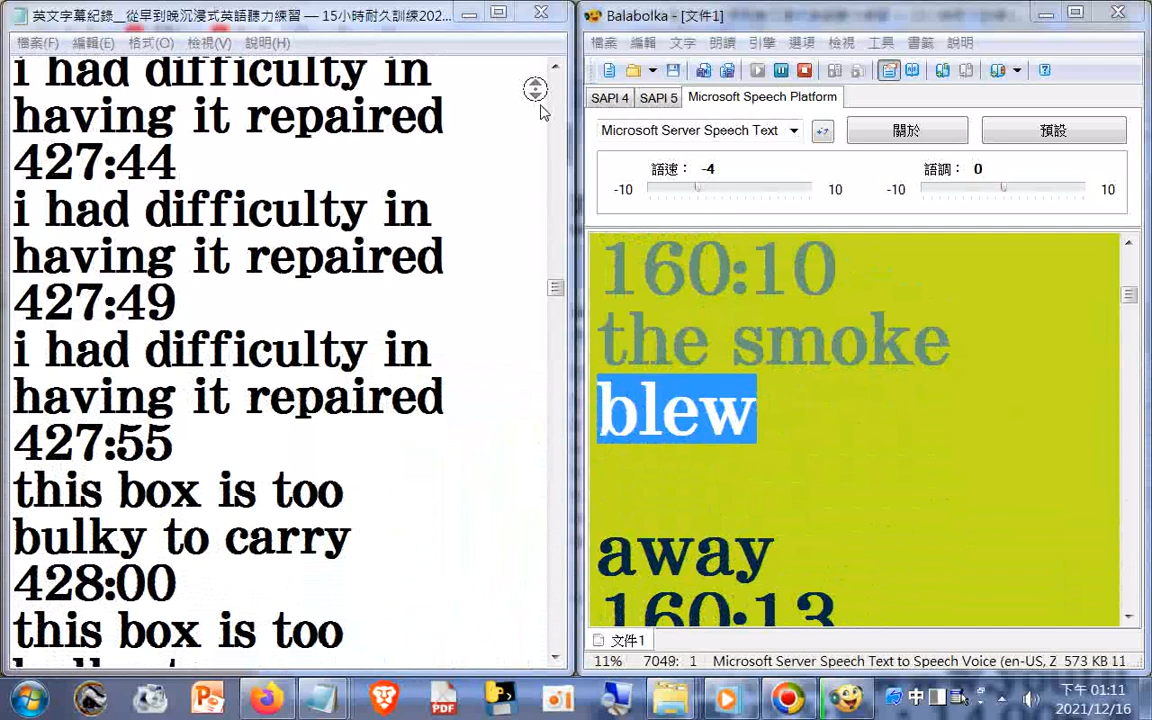 英文字幕紀錄__從早到晚沉浸式英語聽力練習 — 15小時耐久訓練202...
檔案(F) 編輯(E) 格式(O) 檢視(V) 說明(H)
i had difficulty in
having it repaired
427:44
i had difficulty in
having it repaired
427:49
i had difficulty in
having it repaired
427:55
this box is too
bulky to carry
428:00
this box is too
Balabolka - [文件1]
檔案 編輯 文字 朗讀 引擎 選項 檢視 工具 書籤 說明
SAPI 4 SAPI 5 Microsoft Speech Platform
Microsoft Server Speech Text 關於 預設
語速： -4 語調： 0
-10 10 -10 10
160:10
the smoke
blew
away
160:13
文件1
11% 7049: 1 Microsoft Server Speech Text to Speech Voice (en-US, Z 573 KB 11
PDF 中 下午 01:11
2021/12/16